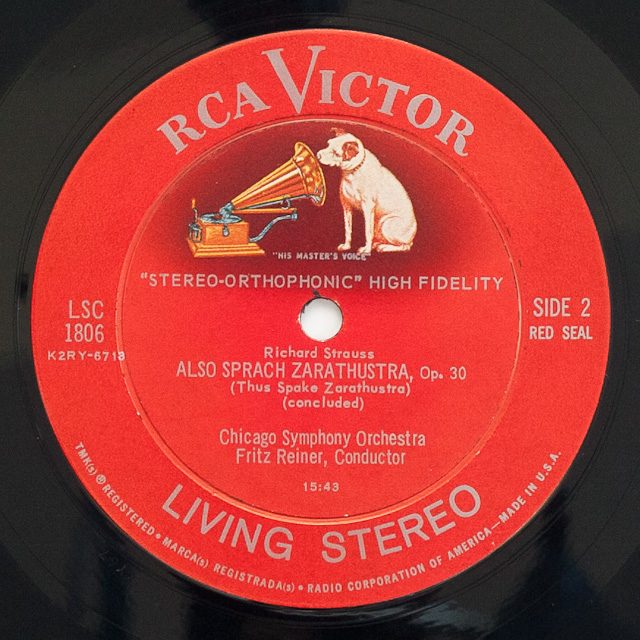 RCA VICTOR
"HIS MASTER'S VOICE"
"STEREO-ORTHOPHONIC" HIGH FIDELITY
LSC
1806
K2RY-6713
SIDE 2
RED SEAL
Richard Strauss
ALSO SPRACH ZARATHUSTRA, Op. 30
(Thus Spake Zarathustra)
(concluded)
Chicago Symphony Orchestra
Fritz Reiner, Conductor
15:43
LIVING STEREO
TMK(s) ® REGISTERED • MARCA(s) REGISTRADA(s) • RADIO CORPORATION OF AMERICA—MADE IN U.S.A.